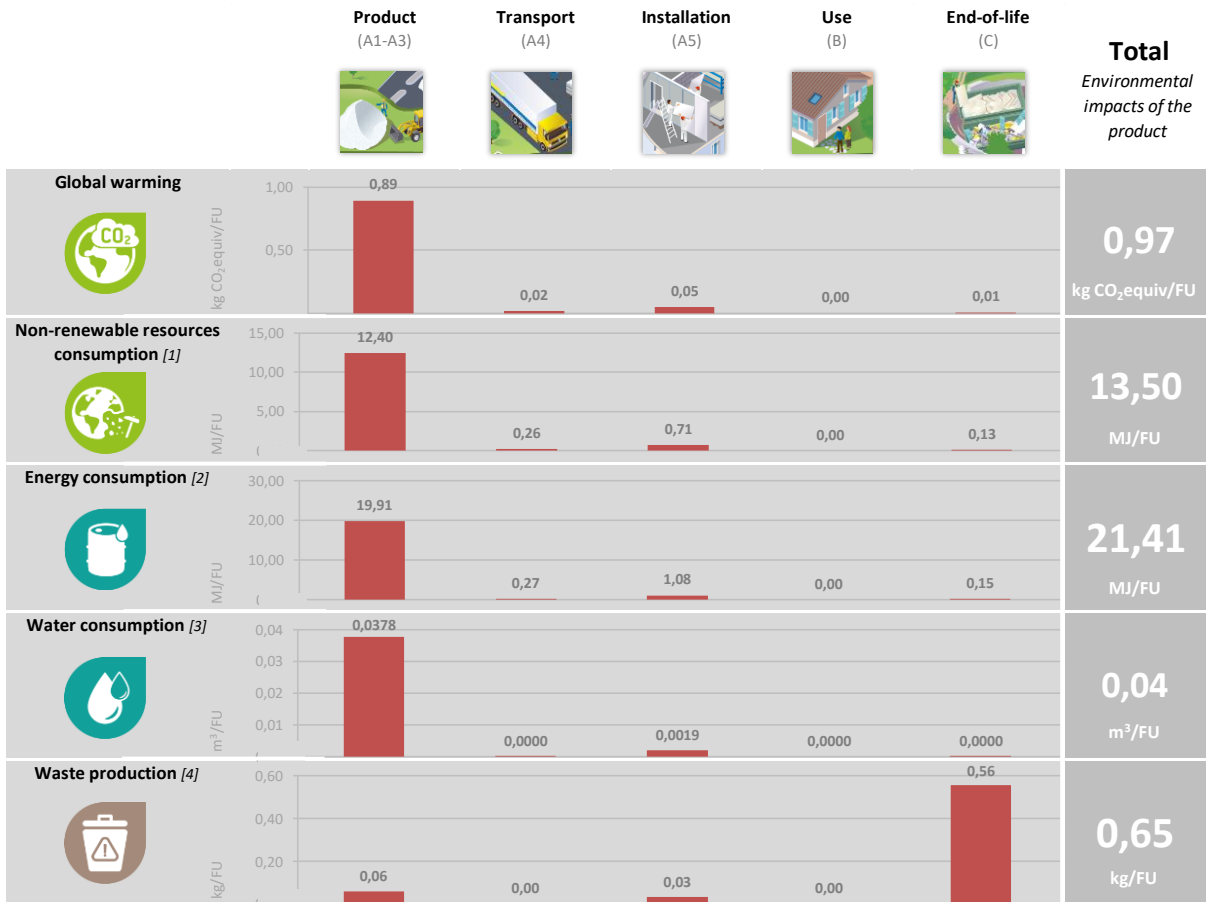 Product
(A1-A3)
Transport
(A4)
Installation
(A5)
Use
(B)
End-of-life
(C)
Total
Environmental
impacts of the
product
Global warming
CO2
kg CO2equiv/FU
1,00
0,50
0,89
0,02
0,05
0,00
0,01
0,97
kg CO2equiv/FU
Non-renewable resources
consumption [1]
MJ/FU
15,00
10,00
5,00
12,40
0,26
0,71
0,00
0,13
13,50
MJ/FU
Energy consumption [2]
MJ/FU
30,00
20,00
10,00
19,91
0,27
1,08
0,00
0,15
21,41
MJ/FU
Water consumption [3]
m³/FU
0,04
0,03
0,02
0,01
0,0378
0,0000
0,0019
0,0000
0,0000
0,04
m³/FU
Waste production [4]
kg/FU
0,60
0,40
0,20
0,06
0,00
0,03
0,00
0,56
0,65
kg/FU